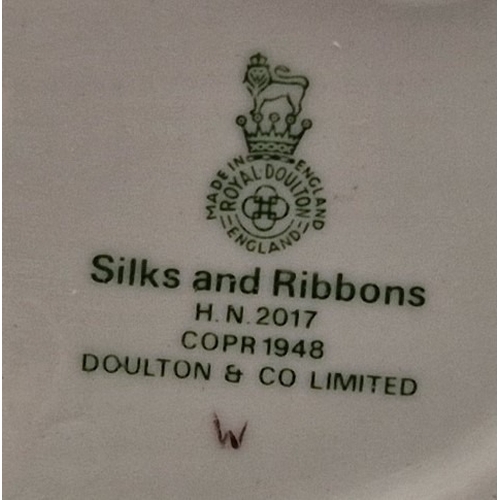 MADE IN ENGLAND
ROYAL·DOULTON
ENGLAND
Silks and Ribbons
H.N.2017
COPR 1948
DOULTON & CO LIMITED
W